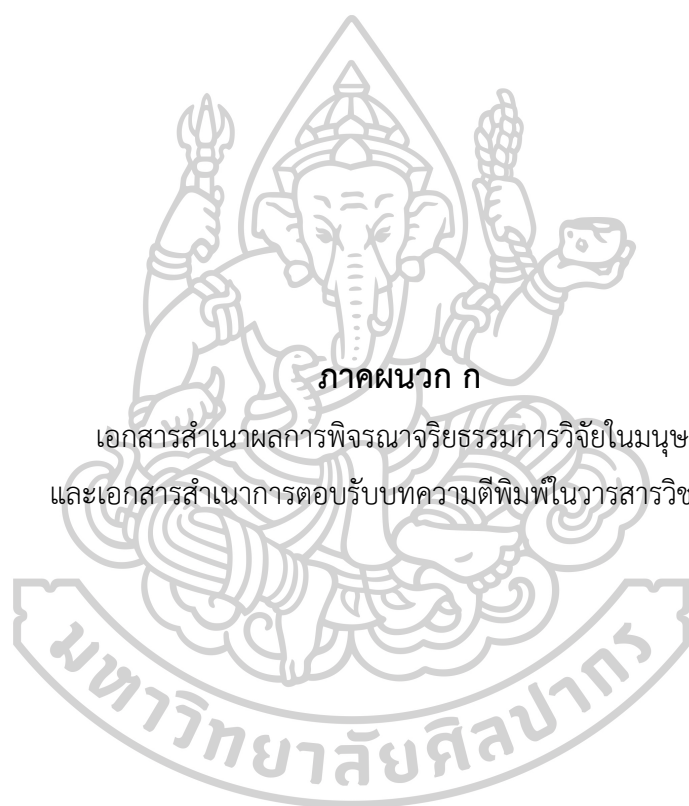 ภาคผนวก ก
เอกสารสำเนาผลการพิจรณาจริยธรรมการวิจัยในมนุษ
และเอกสารสำเนาการตอบรับบทความตีพิมพ์ในวารสารวิช
มหาวิทยาลัยศิลปากร